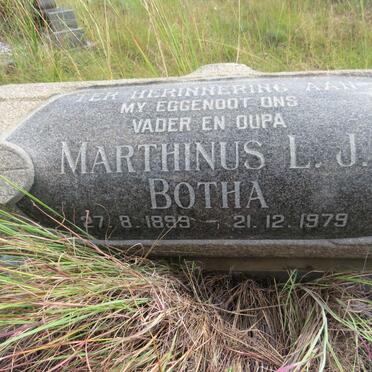 TER HERINNERING AAN
MY EGGENOOT ONS
VADER EN OUPA
MARTHINUS L. J.
BOTHA
27. 8. 1899 – 21. 12. 1979